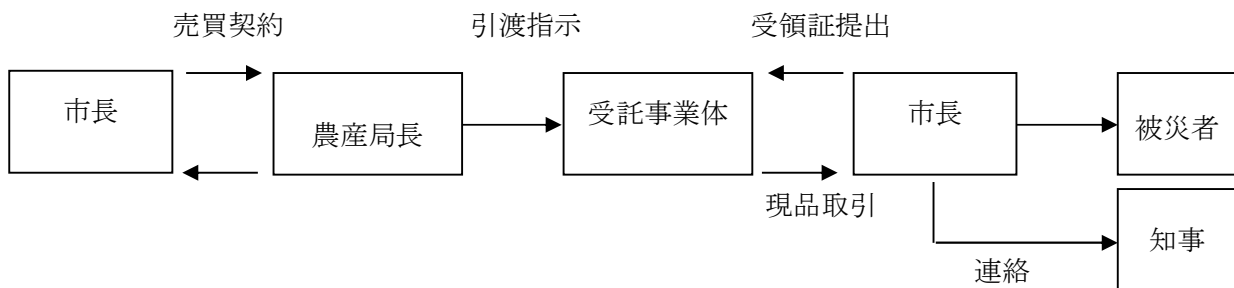 売買契約
引渡指示
受領証提出
市長
農産局長
受託事業体
市長
被災者
現品取引
知事
連絡